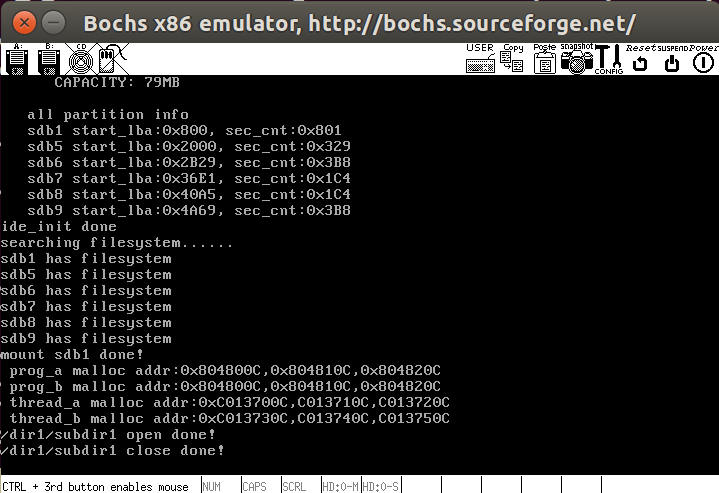 Bochs x86 emulator, http://bochs.sourceforge.net/
A: B: CD USER Copy Paste snapshot CONFIG Reset SUSPEND Power
CAPACITY: 79MB
all partition info
sdb1 start_lba:0x800, sec_cnt:0x801
sdb5 start_lba:0x2000, sec_cnt:0x329
sdb6 start_lba:0x2B29, sec_cnt:0x3B8
sdb7 start_lba:0x36E1, sec_cnt:0x1C4
sdb8 start_lba:0x40A5, sec_cnt:0x1C4
sdb9 start_lba:0x4A69, sec_cnt:0x3B8
ide_init done
searching filesystem......
sdb1 has filesystem
sdb5 has filesystem
sdb6 has filesystem
sdb7 has filesystem
sdb8 has filesystem
sdb9 has filesystem
mount sdb1 done!
prog_a malloc addr:0x804800C,0x804810C,0x804820C
prog_b malloc addr:0x804800C,0x804810C,0x804820C
thread_a malloc addr:0xC013700C,C013710C,C013720C
thread_b malloc addr:0xC013730C,C013740C,C013750C
/dir1/subdir1 open done!
/dir1/subdir1 close done!
CTRL + 3rd button enables mouse NUM CAPS SCRL HD:0-M HD:0-S